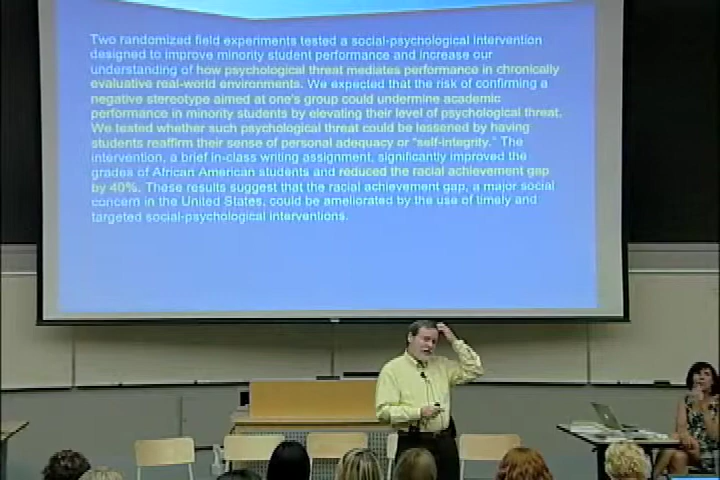 Two randomized field experiments tested a social-psychological intervention
designed to improve minority student performance and increase our
understanding of how psychological threat mediates performance in chronically
evaluative real-world environments. We expected that the risk of confirming a
negative stereotype aimed at one's group could undermine academic
performance in minority students by elevating their level of psychological threat.
We tested whether such psychological threat could be lessened by having
students reaffirm their sense of personal adequacy or "self-integrity." The
intervention, a brief in-class writing assignment, significantly improved the
grades of African American students and reduced the racial achievement gap
by 40%. These results suggest that the racial achievement gap, a major social
concern in the United States, could be ameliorated by the use of timely and
targeted social-psychological interventions.